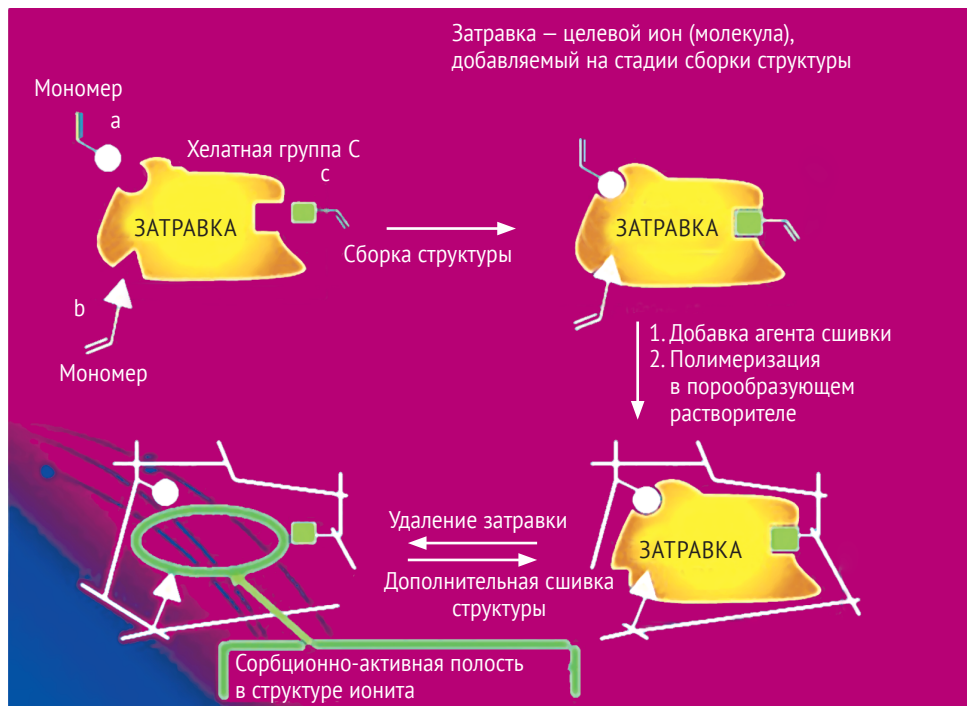 Затравка — целевой ион (молекула),
добавляемый на стадии сборки структуры
Мономер
a
Хелатная группа С
c
ЗАТРАВКА
b
Мономер
Сборка структуры
ЗАТРАВКА
1. Добавка агента сшивки
2. Полимеризация
в порообразующем
растворителе
ЗАТРАВКА
Удаление затравки
Дополнительная сшивка
структуры
Сорбционно-активная полость
в структуре ионита